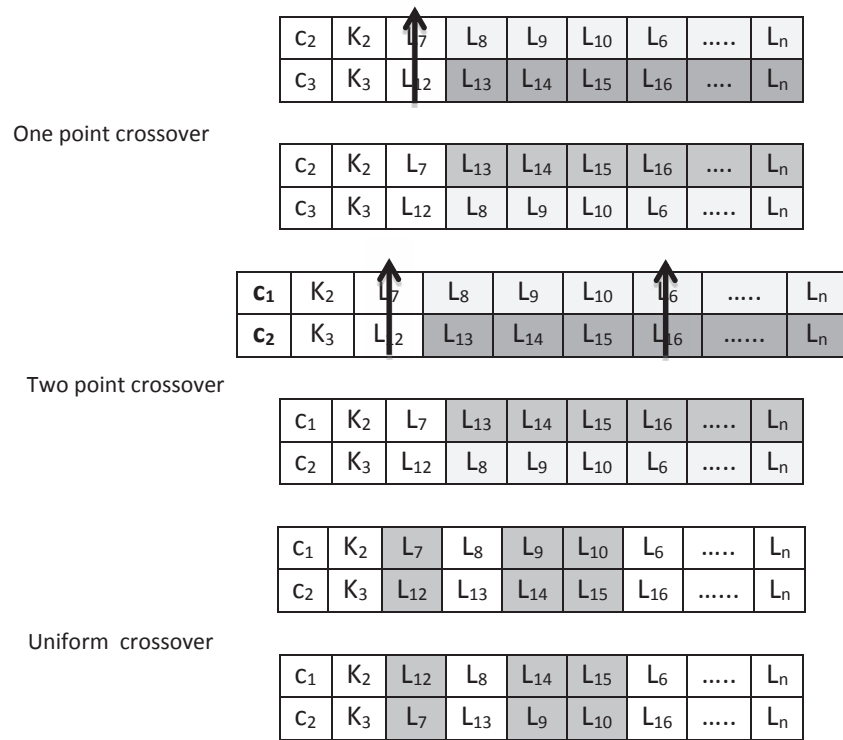 c₂ K₂ L₇ L₈ L₉ L₁₀ L₆ ..... Lₙ
c₃ K₃ L₁₂ L₁₃ L₁₄ L₁₅ L₁₆ .... Lₙ
One point crossover
c₂ K₂ L₇ L₁₃ L₁₄ L₁₅ L₁₆ .... Lₙ
c₃ K₃ L₁₂ L₈ L₉ L₁₀ L₆ ..... Lₙ
c₁ K₂ L₇ L₈ L₉ L₁₀ L₆ ..... Lₙ
c₂ K₃ L₁₂ L₁₃ L₁₄ L₁₅ L₁₆ ...... Lₙ
Two point crossover
c₁ K₂ L₇ L₁₃ L₁₄ L₁₅ L₁₆ ..... Lₙ
c₂ K₃ L₁₂ L₈ L₉ L₁₀ L₆ ..... Lₙ
c₁ K₂ L₇ L₈ L₉ L₁₀ L₆ ..... Lₙ
c₂ K₃ L₁₂ L₁₃ L₁₄ L₁₅ L₁₆ ...... Lₙ
Uniform crossover
c₁ K₂ L₁₂ L₈ L₁₄ L₁₅ L₆ ..... Lₙ
c₂ K₃ L₇ L₁₃ L₉ L₁₀ L₁₆ ..... Lₙ